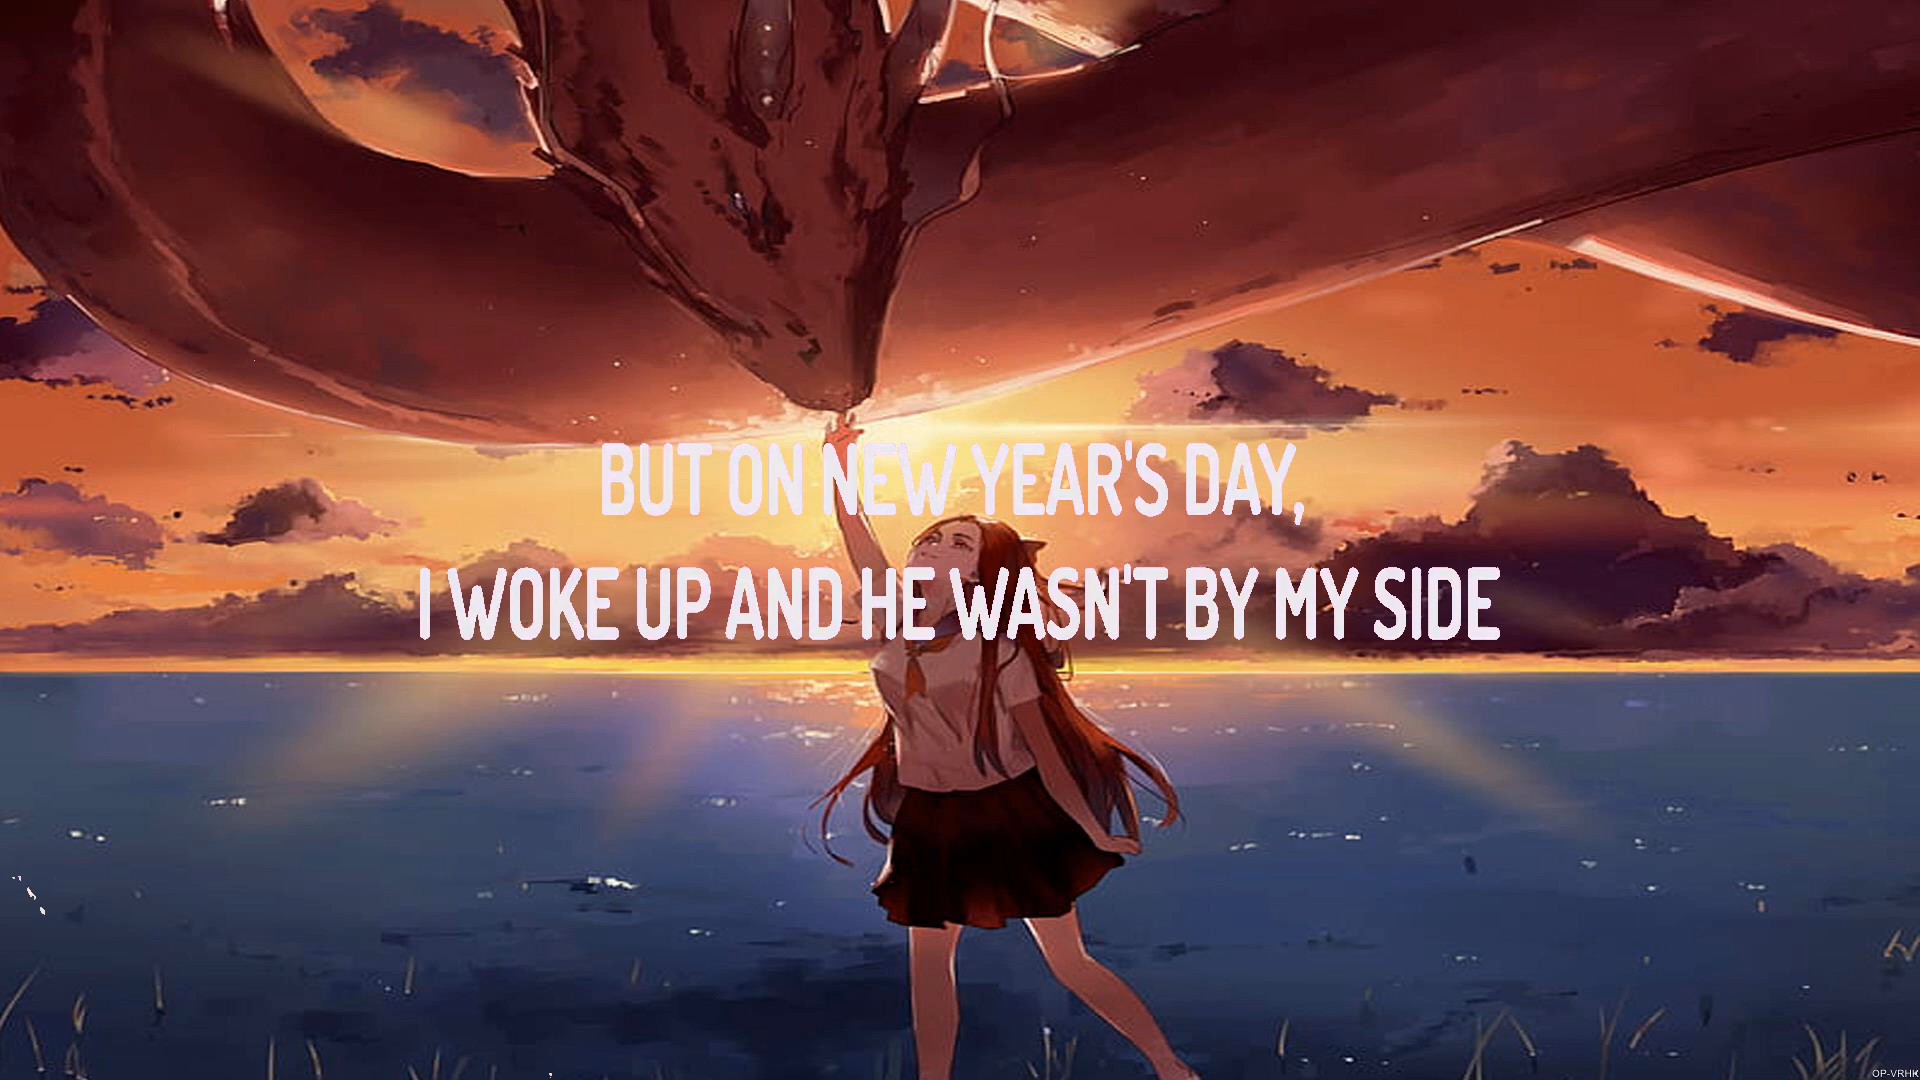 BUT ON NEW YEAR'S DAY,
I WOKE UP AND HE WASN'T BY MY SIDE
OP-VRHK